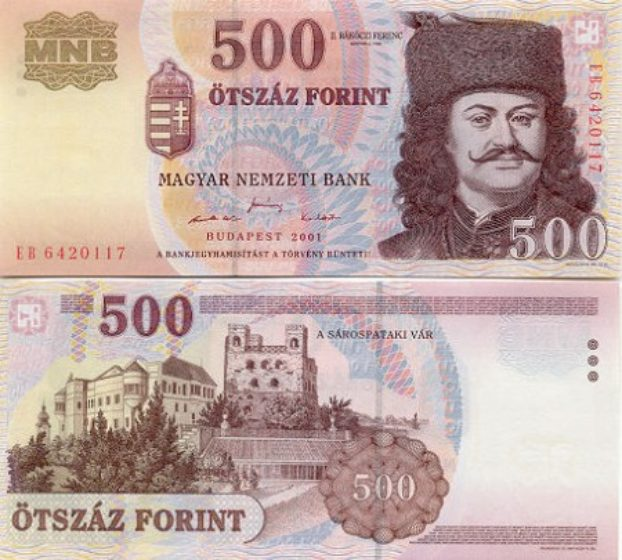 MNB
500
II. RÁKÓCZI FERENC
ÖTSZÁZ FORINT
EB 6420117
MAGYAR NEMZETI BANK
BUDAPEST 2001
A BANKJEGYHAMISÍTÁST A TÖRVÉNY BÜNTETI!
EB 6420117
500
500
A SÁROSPATAKI VÁR
500
ÖTSZÁZ FORINT